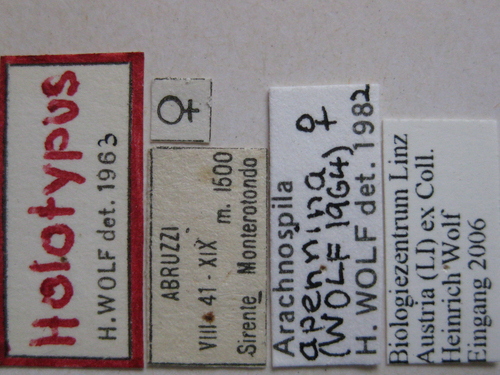 Holotypus
H. WOLF det. 1963
♀
ABRUZZI
VIII·41·XIX m. 1500
Sirente Monterotondo
Arachnospila
apennina ♀
(WOLF 1964)
H. WOLF det. 1982
Biologiezentrum Linz
Austria (LI) ex Coll.
Heinrich Wolf
Eingang 2006